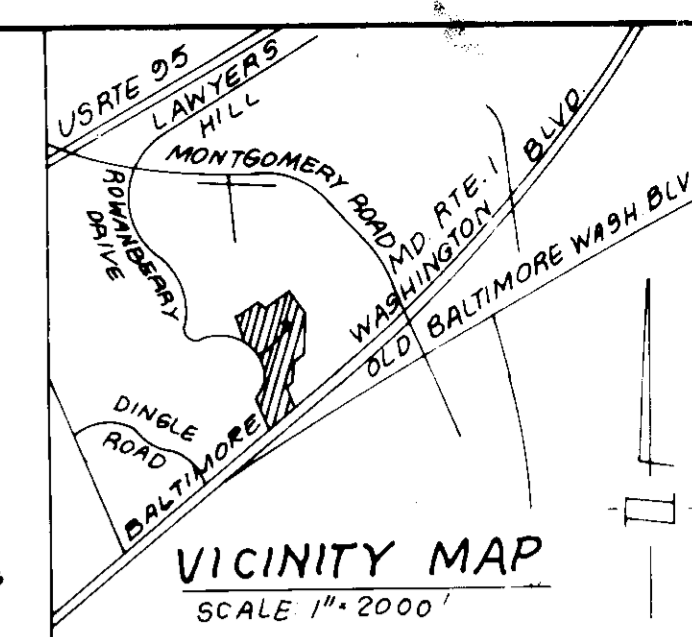 US RTE 95
LAWYERS
HILL
MONTGOMERY ROAD
ROWANBERRY
DRIVE
MD. RTE. 1
BALTIMORE WASHINGTON BLVD.
OLD BALTIMORE WASH. BLV
DINGLE
ROAD
VICINITY MAP
SCALE: 1"=2000'